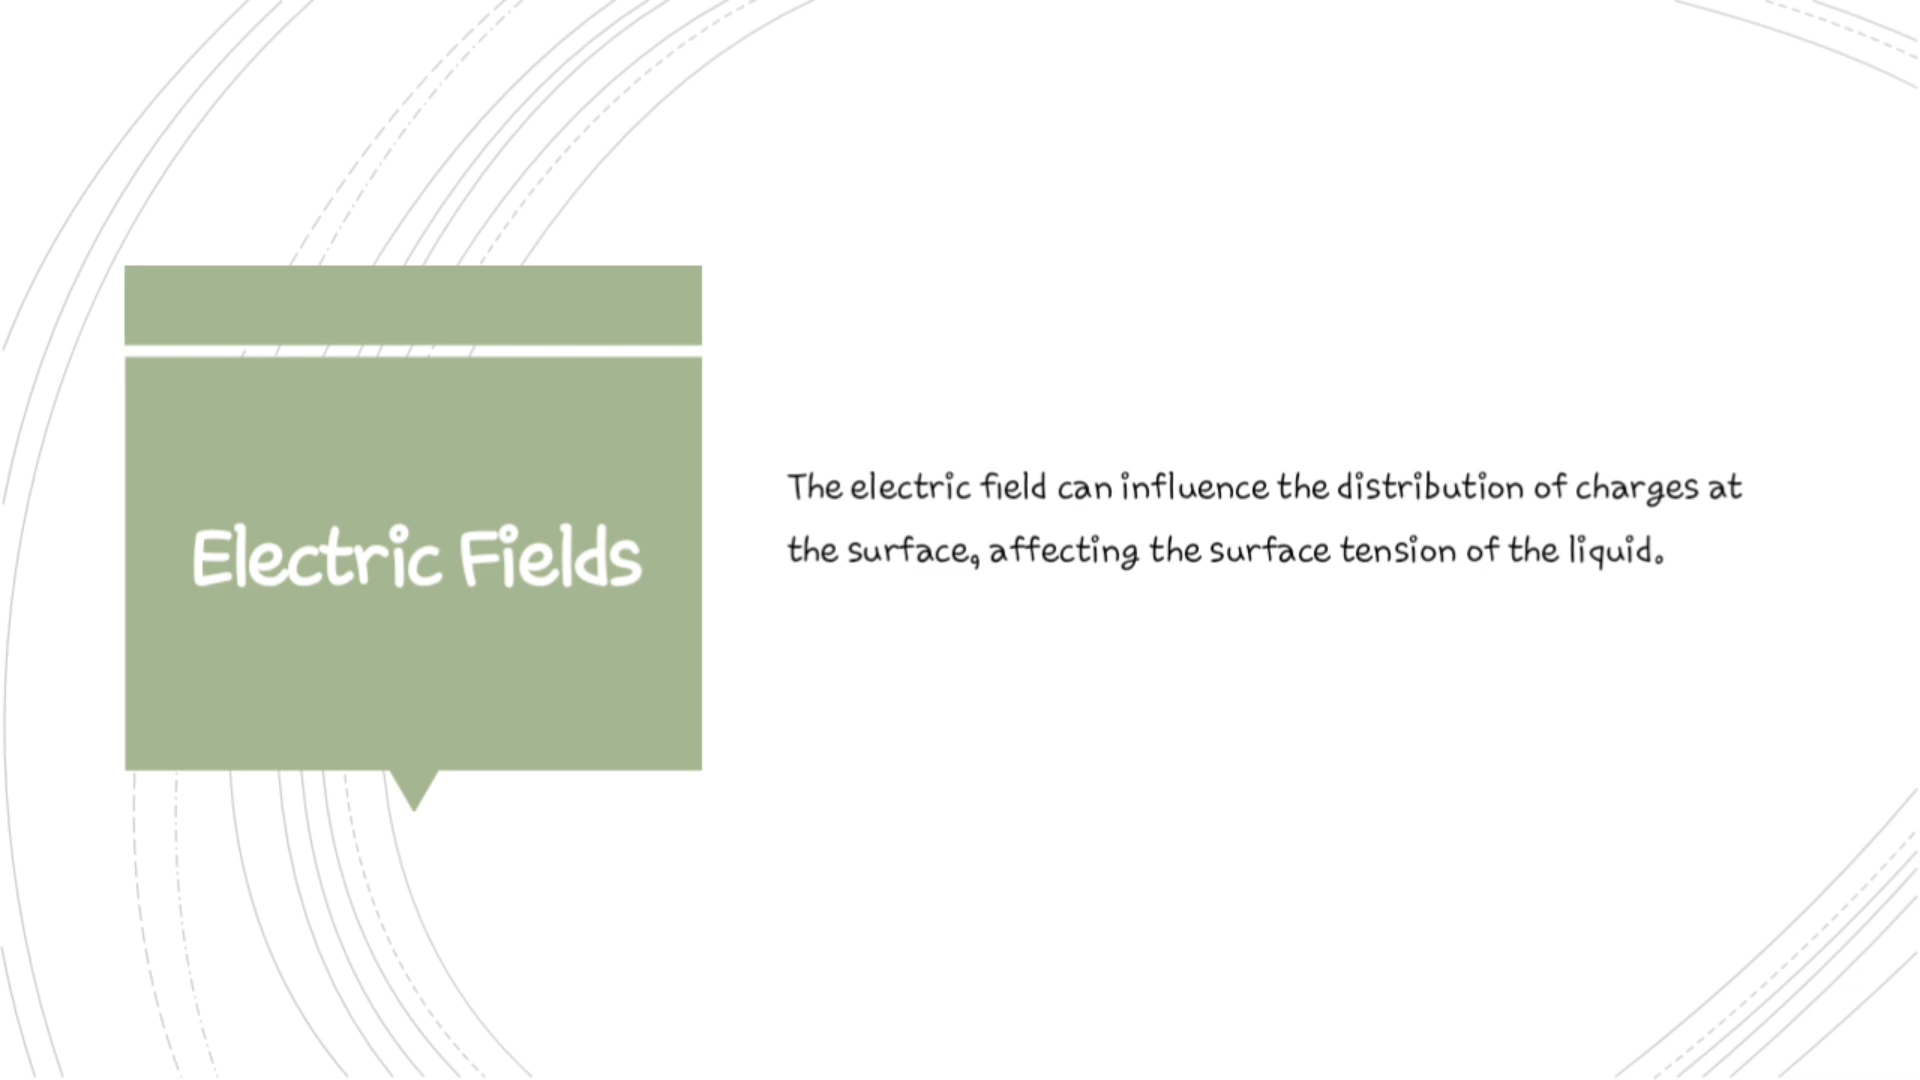 Electric Fields
The electric field can influence the distribution of charges at
the surface, affecting the surface tension of the liquid.